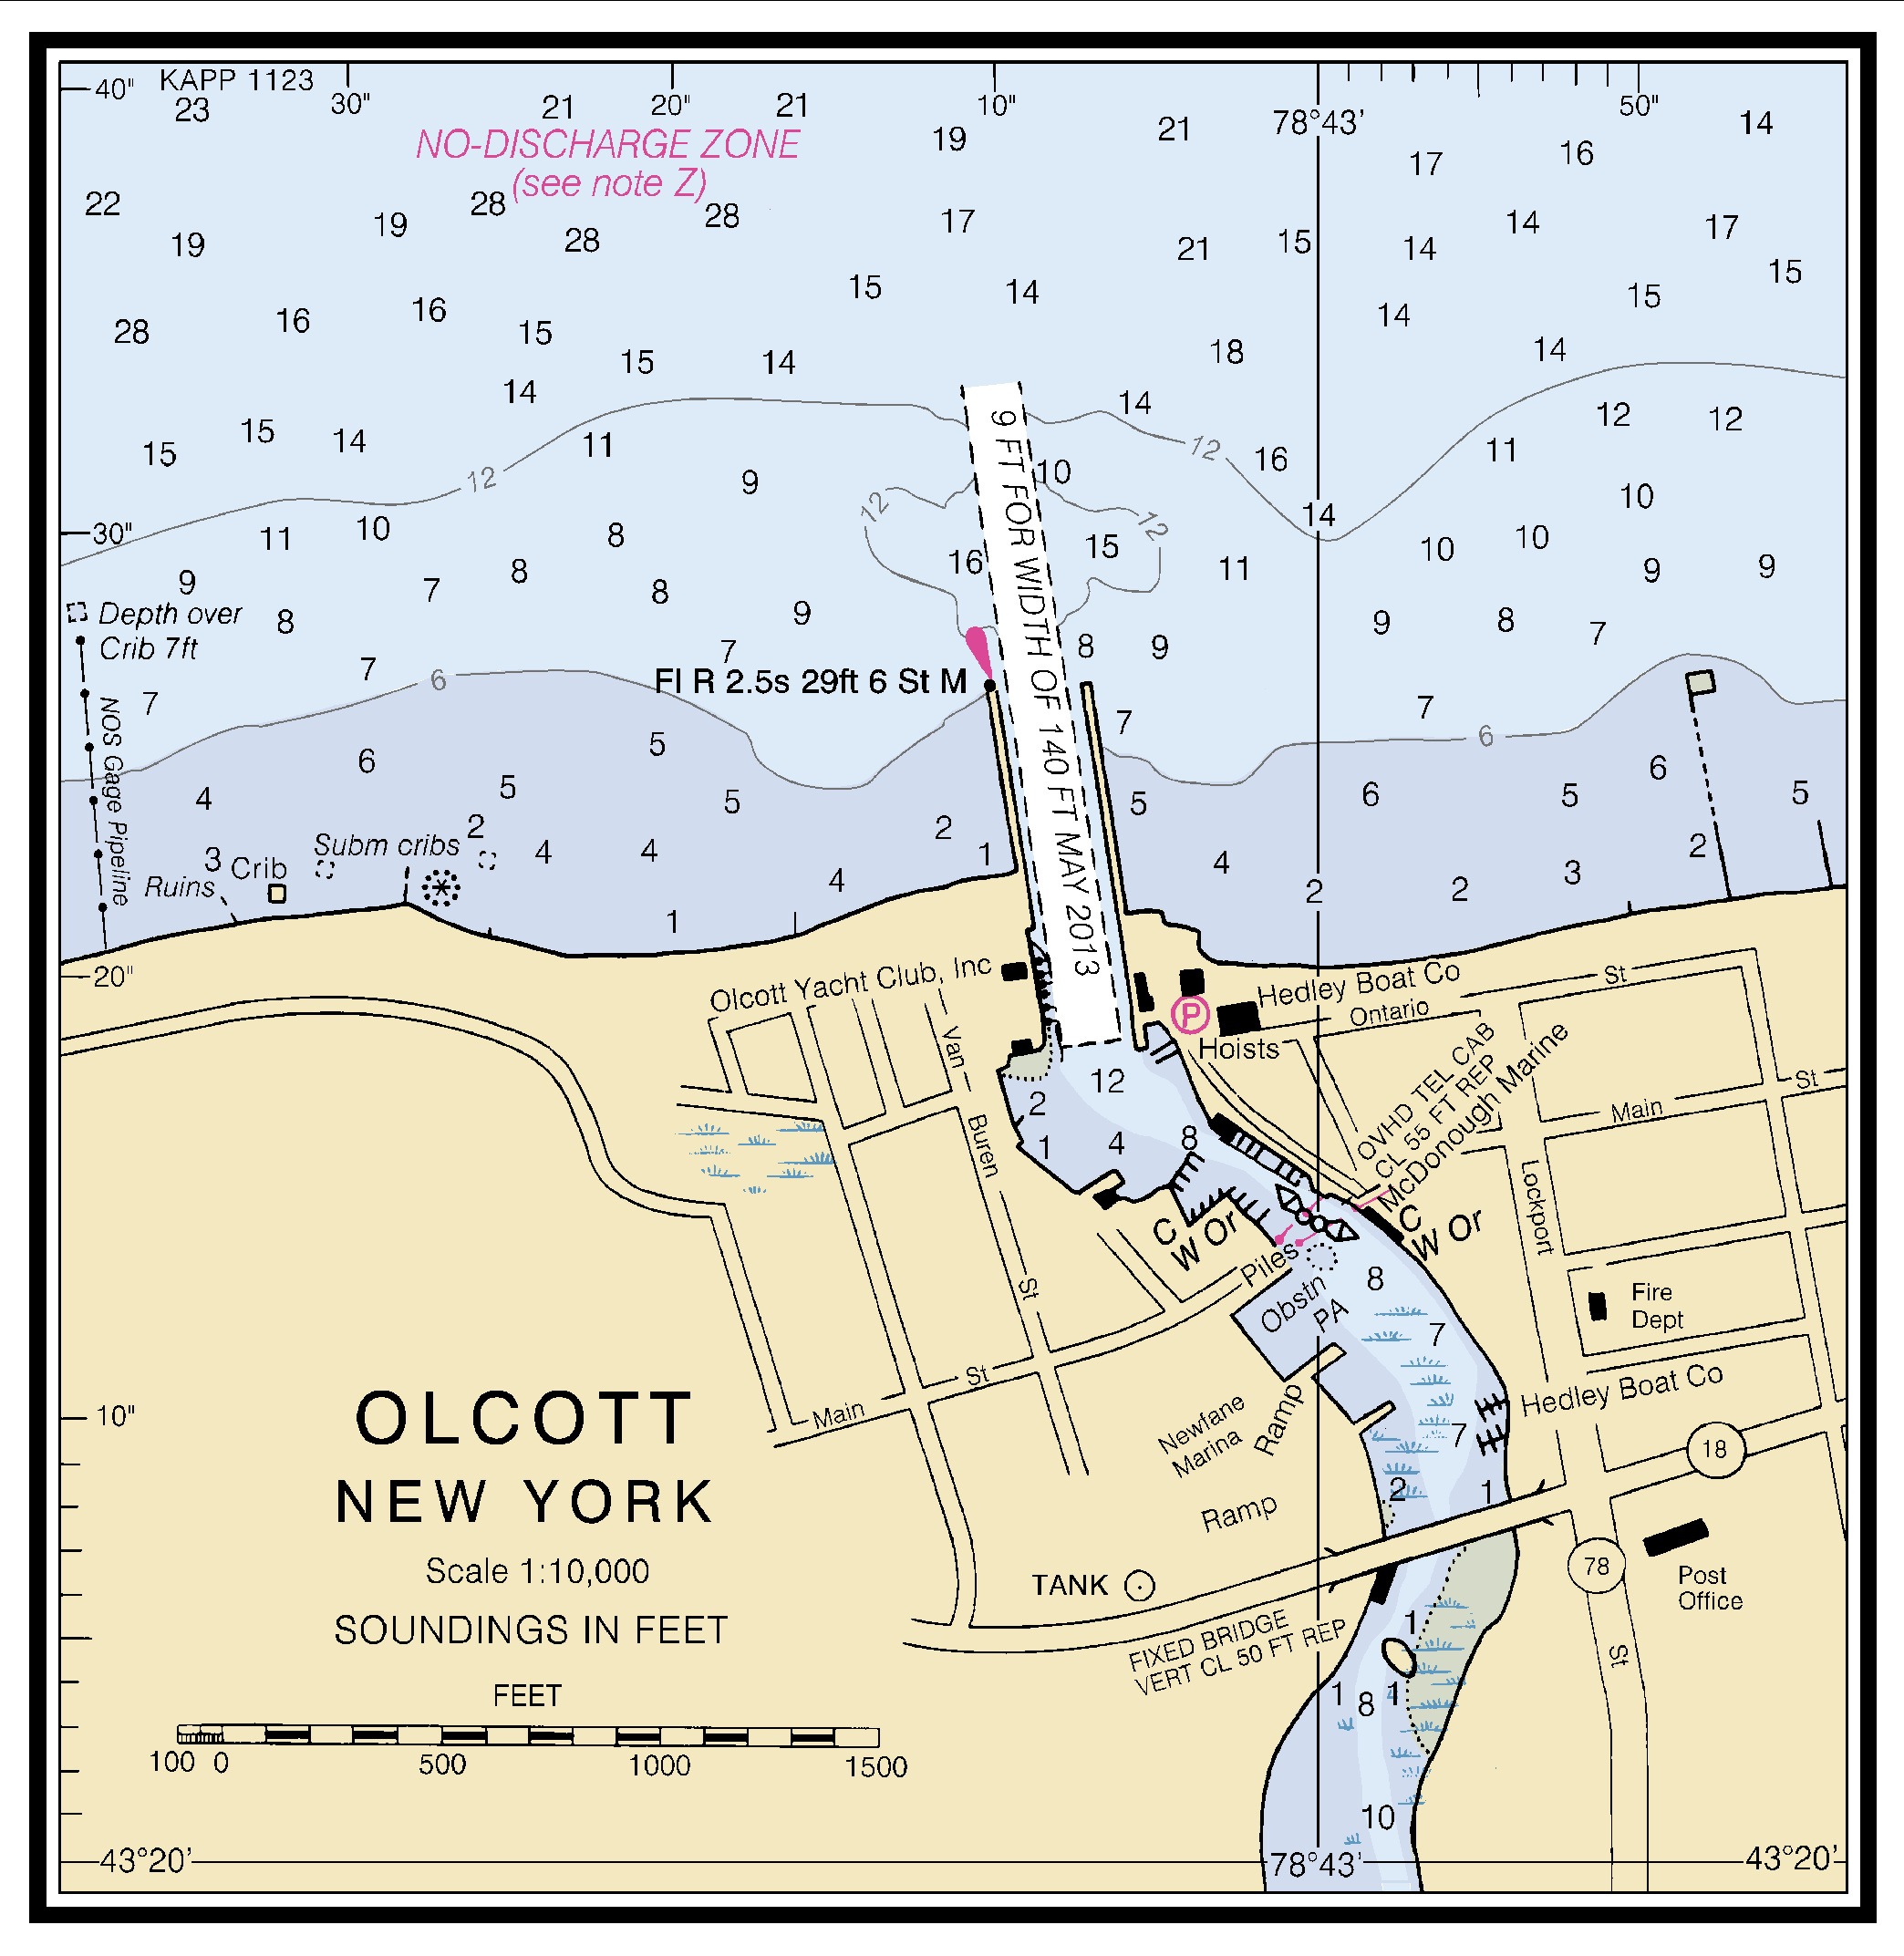 40" KAPP 1123 30" 20" 10" 78°43' 50"
23 21 21 19 21 17 16 14
NO-DISCHARGE ZONE
(see note Z)
22 19 19 28 28 28 17 21 15 14 14 17 15
28 16 16 15 15 14 15 14 18 14 15 14
14 14 12 12
15 15 14 12 11 9 10 12 16 11 10
9 FT FOR WIDTH OF 140 FT MAY 2013
30" 11 10 8 12 16 15 12 11 14 10 10 9 9
9 8 7 8 8 9
Depth over
Crib 7ft
7 6 7 8 9 9 8 7
Fl R 2.5s 29ft 6 St M
NOS Gage Pipeline
7 6 5 7 7 6
4 5 5 5 6 5 6 5
2 2
3 Crib Subm cribs 4 4 4 1 4 2 2 3 2
Ruins
1
20"
Olcott Yacht Club, Inc
Hedley Boat Co
P
Hoists
Ontario St
Van Buren St
OVHD TEL CAB
CL 55 FT REP
McDonough Marine
Main St
12
2
1 4 8
C
W Or
C
W Or
Lockport St
Piles
Obstn
PA
8
7
Fire
Dept
Hedley Boat Co
Main St
10"
OLCOTT
NEW YORK
Scale 1:10,000
SOUNDINGS IN FEET
FEET
100 0 500 1000 1500
Newfane
Marina
Ramp
Ramp
7
2 1
18
78
Post
Office
TANK
FIXED BRIDGE
VERT CL 50 FT REP
1
1 8 1
10
43°20' 78°43' 43°20'